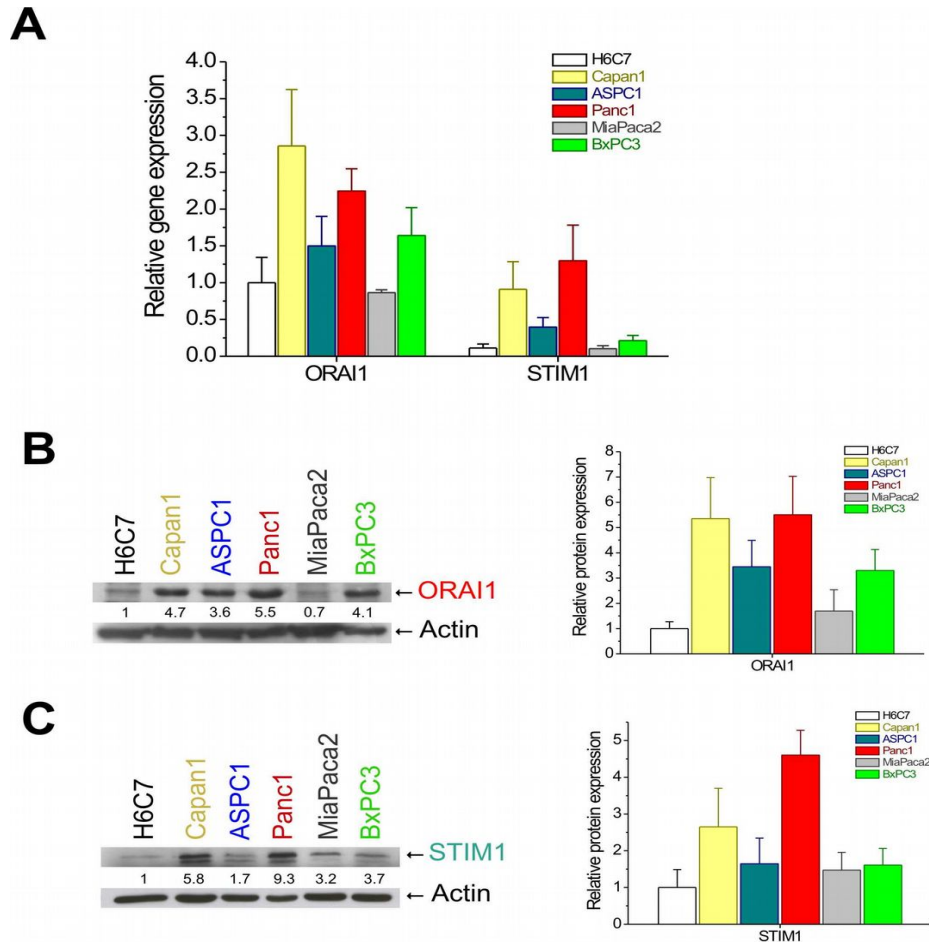 A
Relative gene expression
4.0
3.5
3.0
2.5
2.0
1.5
1.0
0.5
0.0
H6C7
Capan1
ASPC1
Panc1
MiaPaca2
BxPC3
ORAI1 STIM1
B
H6C7 Capan1 ASPC1 Panc1 MiaPaca2 BxPC3
← ORAI1
1 4.7 3.6 5.5 0.7 4.1
← Actin
Relative protein expression
8
7
6
5
4
3
2
1
0
H6C7
Capan1
ASPC1
Panc1
MiaPaca2
BxPC3
ORAI1
C
H6C7 Capan1 ASPC1 Panc1 MiaPaca2 BxPC3
← STIM1
1 5.8 1.7 9.3 3.2 3.7
← Actin
Relative protein expression
5
4
2
1
0
H6C7
Capan1
ASPC1
Panc1
MiaPaca2
BxPC3
STIM1